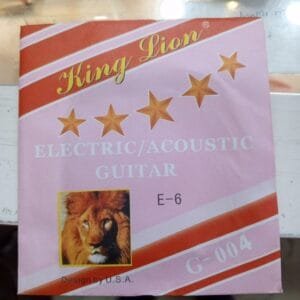 King Lion®
ELECTRIC/ACOUSTIC
GUITAR
E-6
G-004
Design by U.S.A.